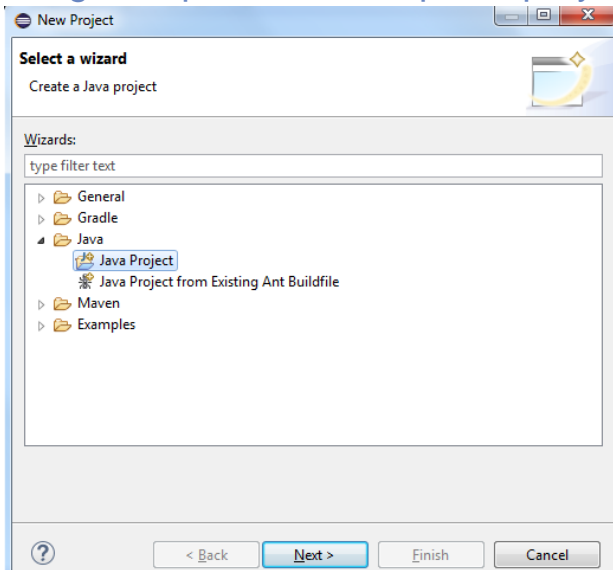 New Project
Select a wizard
Create a Java project
Wizards:
type filter text
General
Gradle
Java
Java Project
Java Project from Existing Ant Buildfile
Maven
Examples
? < Back Next > Finish Cancel